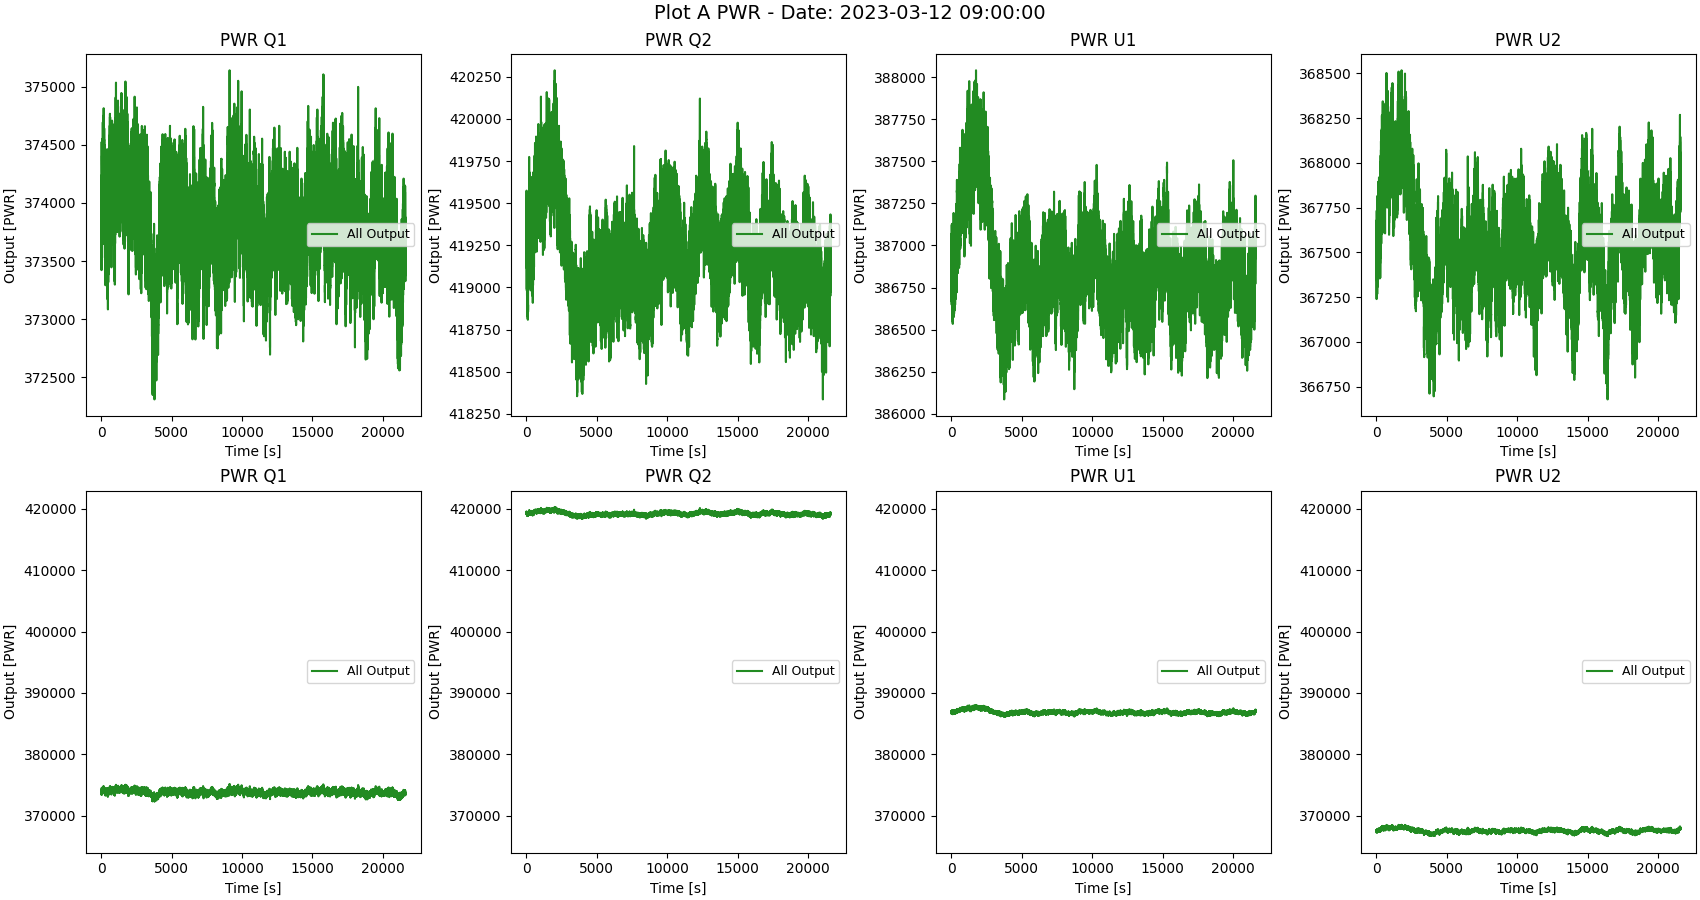 Plot A PWR - Date: 2023-03-12 09:00:00
PWR Q1
PWR Q2
PWR U1
PWR U2
Output [PWR]
375000
374500
374000
373500
373000
372500
All Output
0 5000 10000 15000 20000
Time [s]
Output [PWR]
420250
420000
419750
419500
419250
419000
418750
418500
418250
All Output
0 5000 10000 15000 20000
Time [s]
Output [PWR]
388000
387750
387500
387250
387000
386750
386500
386250
386000
All Output
0 5000 10000 15000 20000
Time [s]
Output [PWR]
368500
368250
368000
367750
367500
367250
367000
366750
All Output
0 5000 10000 15000 20000
Time [s]
PWR Q1
PWR Q2
PWR U1
PWR U2
Output [PWR]
420000
410000
400000
390000
380000
370000
All Output
0 5000 10000 15000 20000
Time [s]
Output [PWR]
420000
410000
400000
390000
380000
370000
All Output
0 5000 10000 15000 20000
Time [s]
Output [PWR]
420000
410000
400000
390000
380000
370000
All Output
0 5000 10000 15000 20000
Time [s]
Output [PWR]
420000
410000
400000
390000
380000
370000
All Output
0 5000 10000 15000 20000
Time [s]